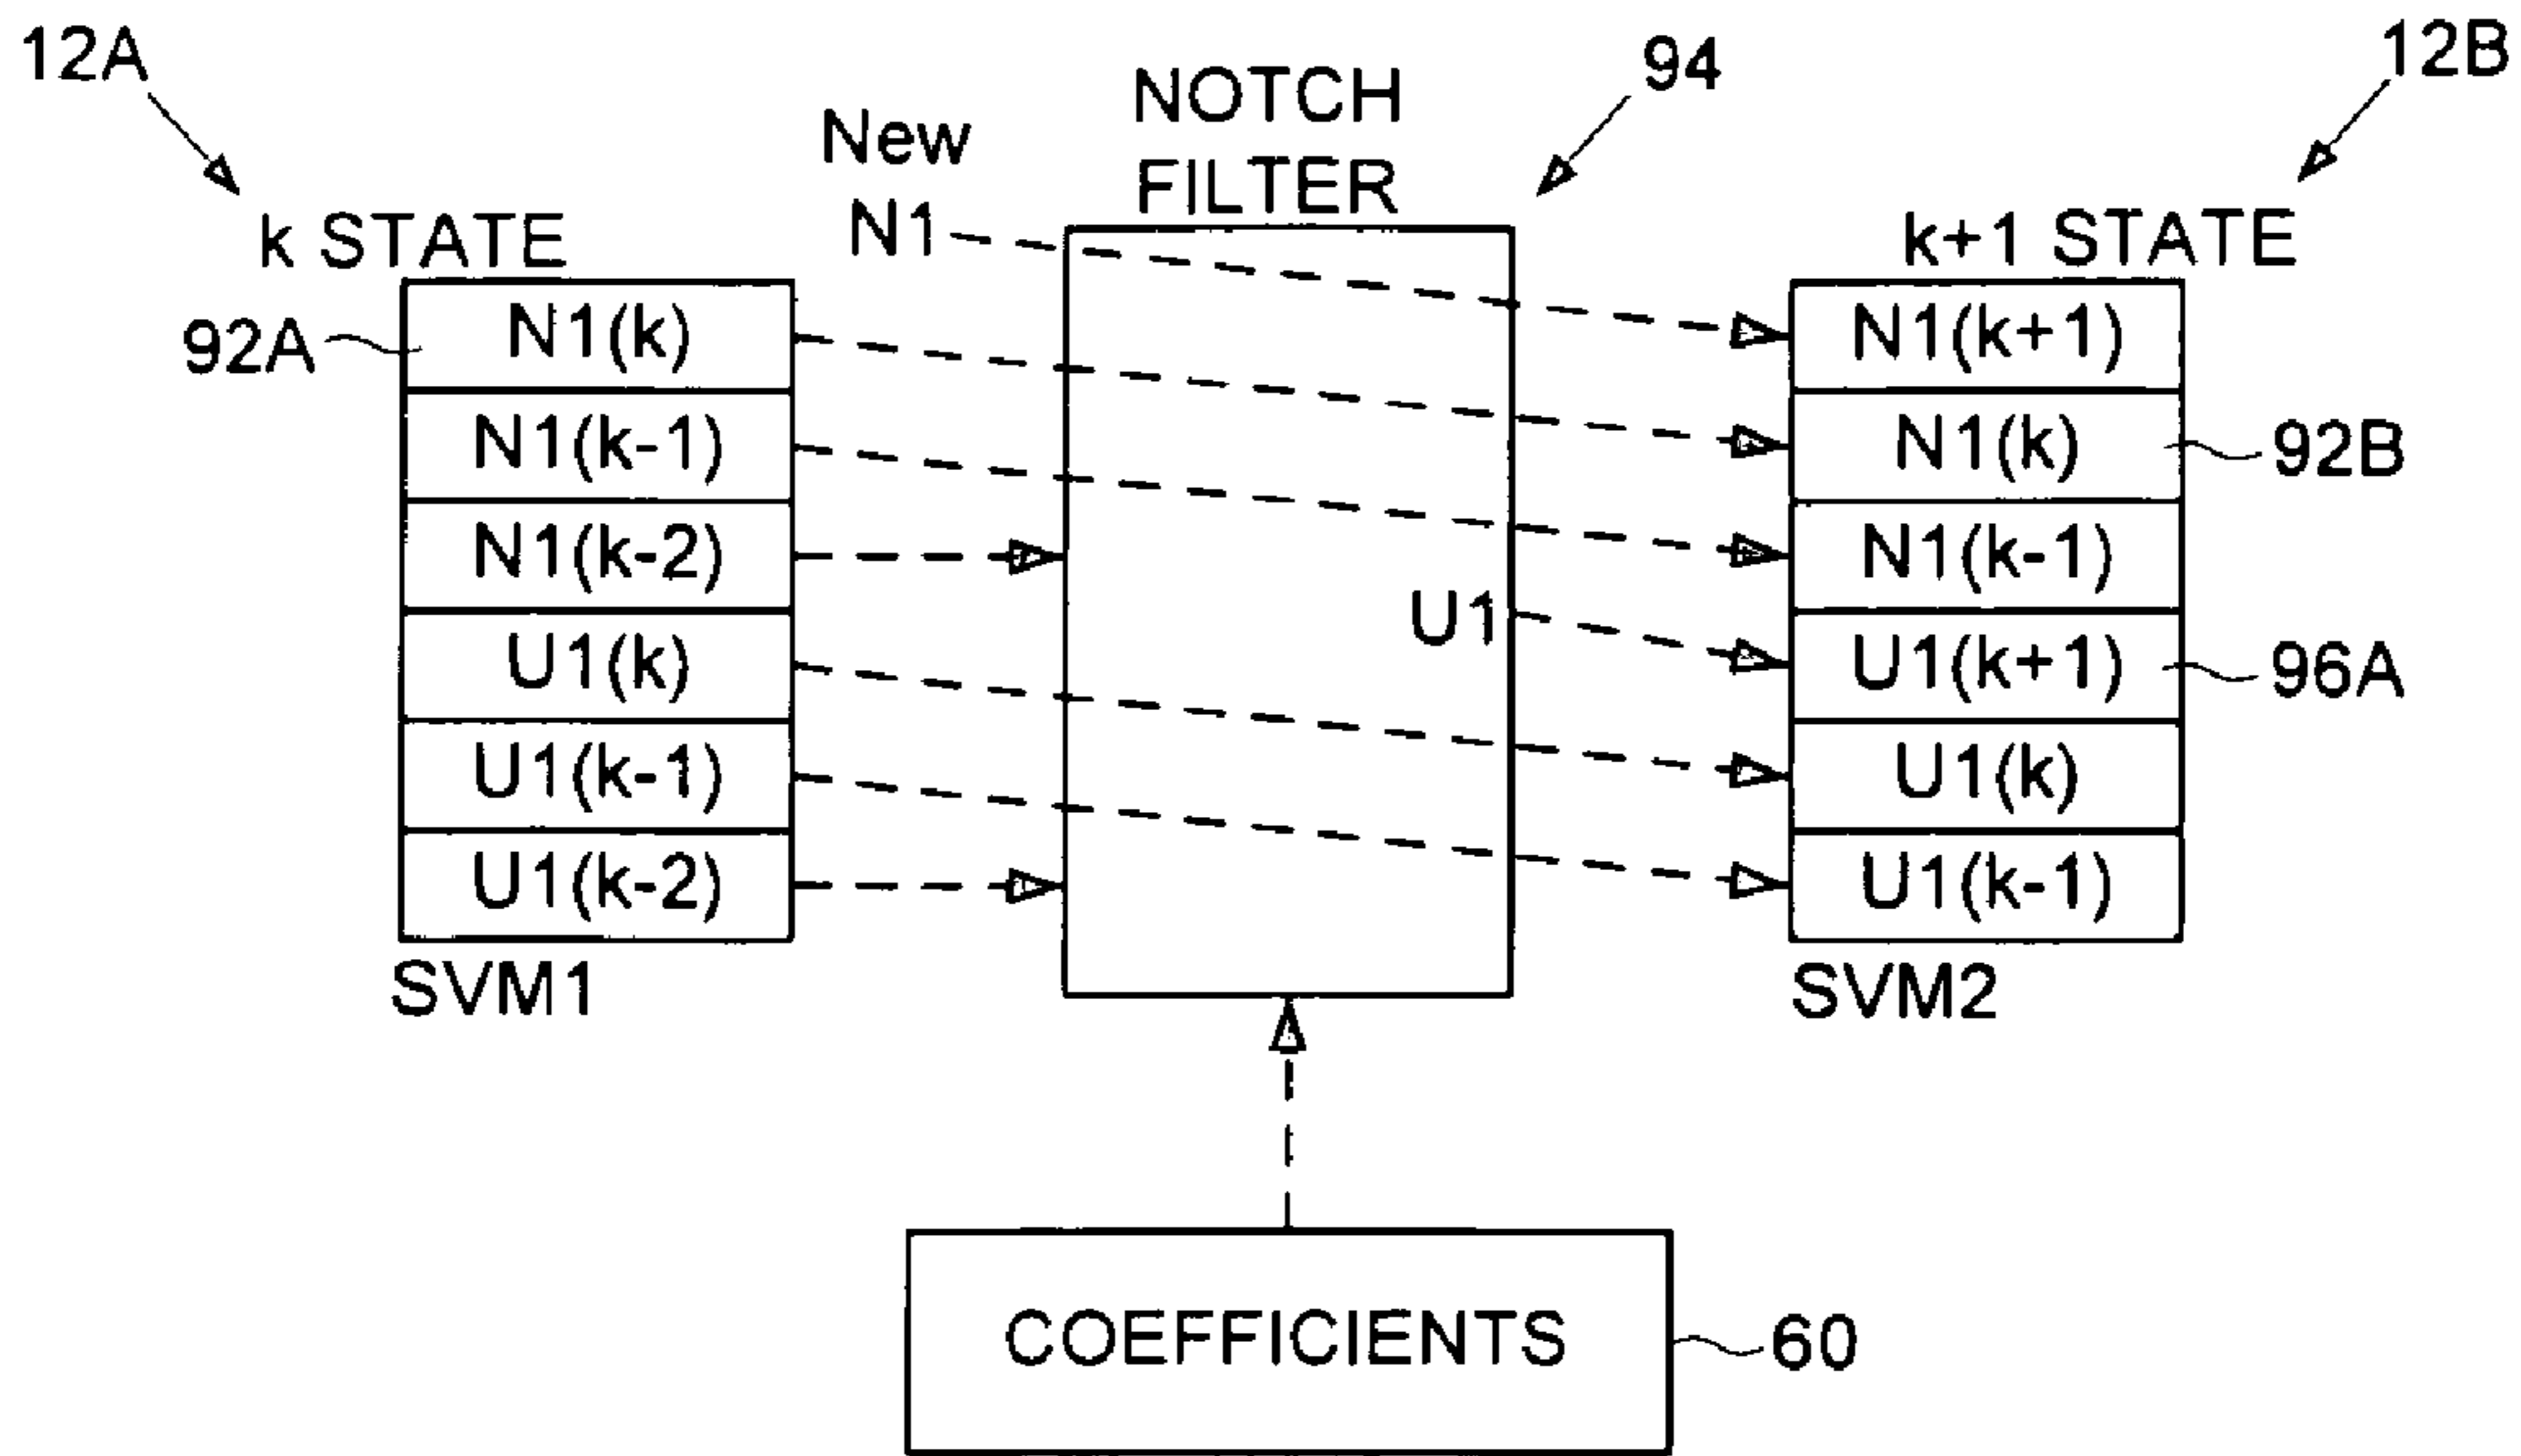 12A
New
N1
NOTCH
FILTER
94
12B
k STATE
k+1 STATE
92A
N1(k)
N1(k-1)
N1(k-2)
U1(k)
U1(k-1)
U1(k-2)
SVM1
U1
N1(k+1)
N1(k)
N1(k-1)
U1(k+1)
U1(k)
U1(k-1)
SVM2
92B
96A
COEFFICIENTS
60